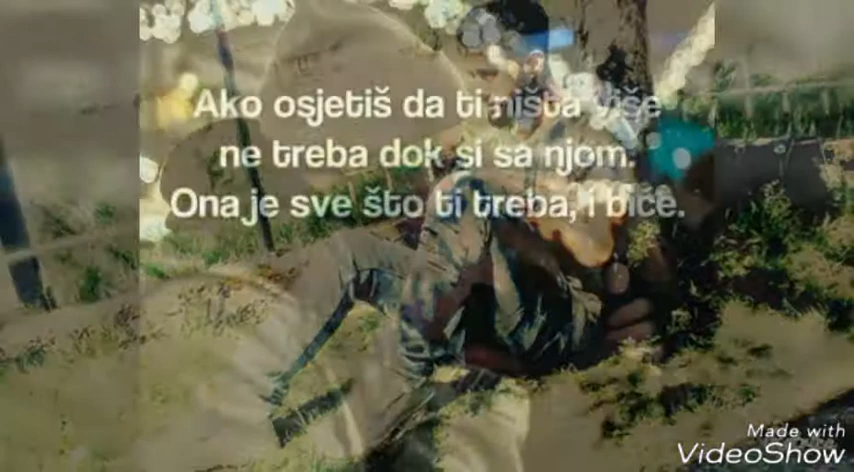 Ako osjetiš da ti ništa više
ne treba dok si sa njom.
Ona je sve što ti treba, i biće.
Made with
VideoShow